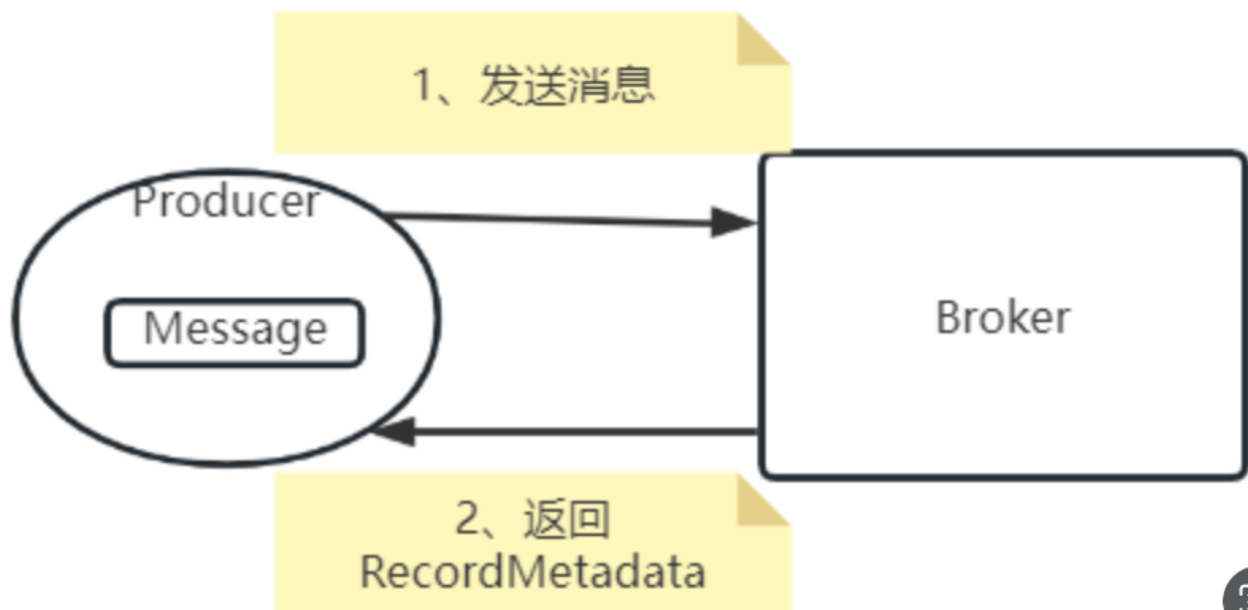 1、发送消息
Producer
Message
Broker
2、返回
RecordMetadata